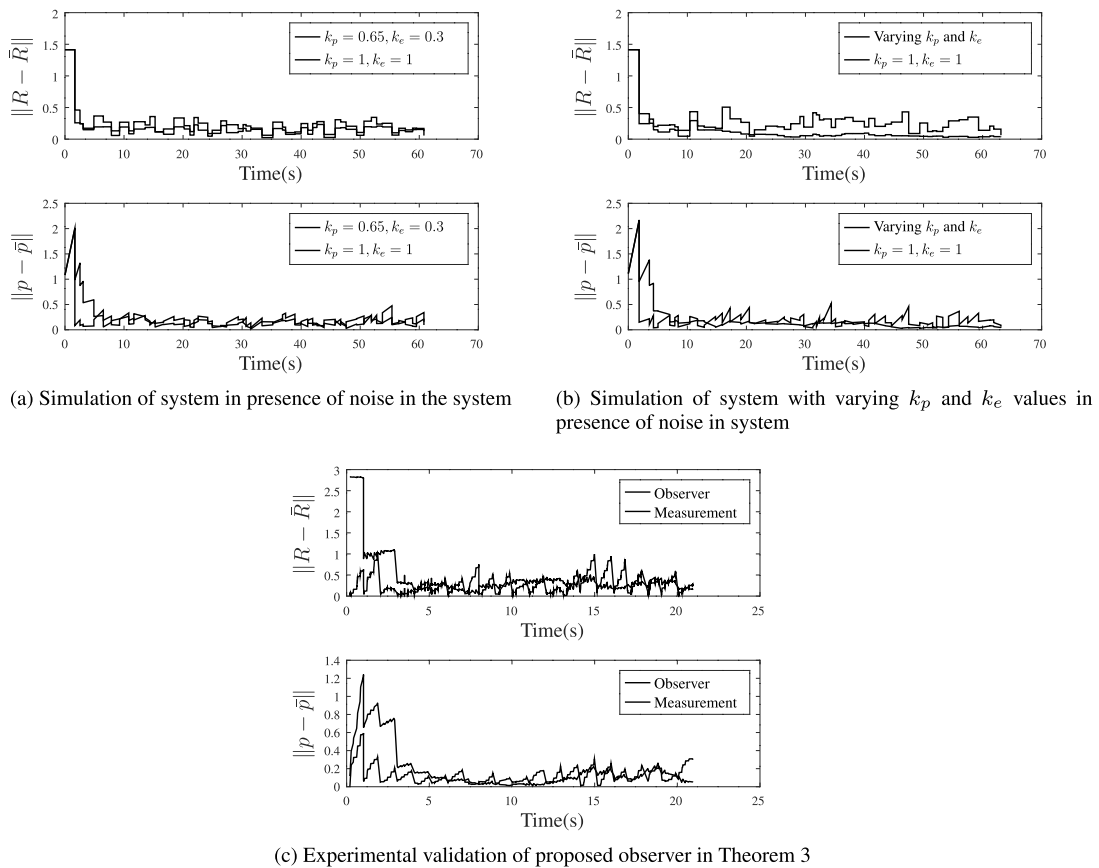 ||R − R̄||
2
1.5
1
0.5
0
k_p = 0.65, k_e = 0.3
k_p = 1, k_e = 1
0 10 20 30 40 50 60 70
Time(s)
||p − p̄||
2.5
2
1.5
1
0.5
0
k_p = 0.65, k_e = 0.3
k_p = 1, k_e = 1
0 10 20 30 40 50 60 70
Time(s)
(a) Simulation of system in presence of noise in the system
||R − R̄||
2
1.5
1
0.5
0
Varying k_p and k_e
k_p = 1, k_e = 1
0 10 20 30 40 50 60 70
Time(s)
||p − p̄||
2.5
2
1.5
1
0.5
0
Varying k_p and k_e
k_p = 1, k_e = 1
0 10 20 30 40 50 60 70
Time(s)
(b) Simulation of system with varying k_p and k_e values in
presence of noise in system
||R − R̄||
3
2.5
2
1.5
1
0.5
0
Observer
Measurement
0 5 10 15 20 25
Time(s)
||p − p̄||
1.4
1.2
1
0.8
0.6
0.4
0.2
0
Observer
Measurement
0 5 10 15 20 25
Time(s)
(c) Experimental validation of proposed observer in Theorem 3